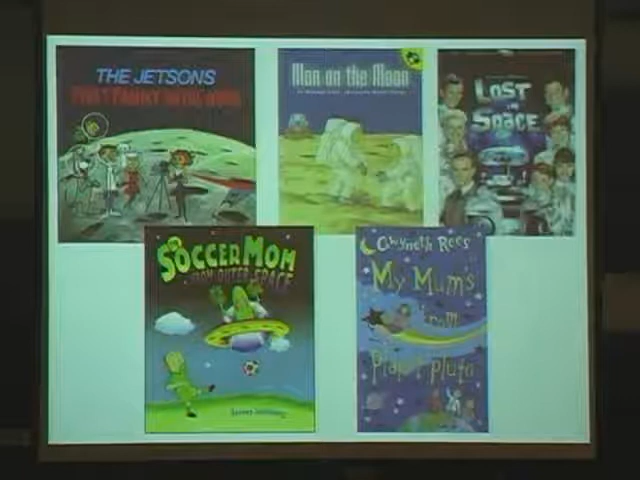 THE JETSONS
FIRST FAMILY ON THE MOON
Man on the Moon
LOST
IN
SPACE
THE
SOCCER MOM
FROM OUTER SPACE
Gwyneth Rees
My Mum's
from
Planet Pluto